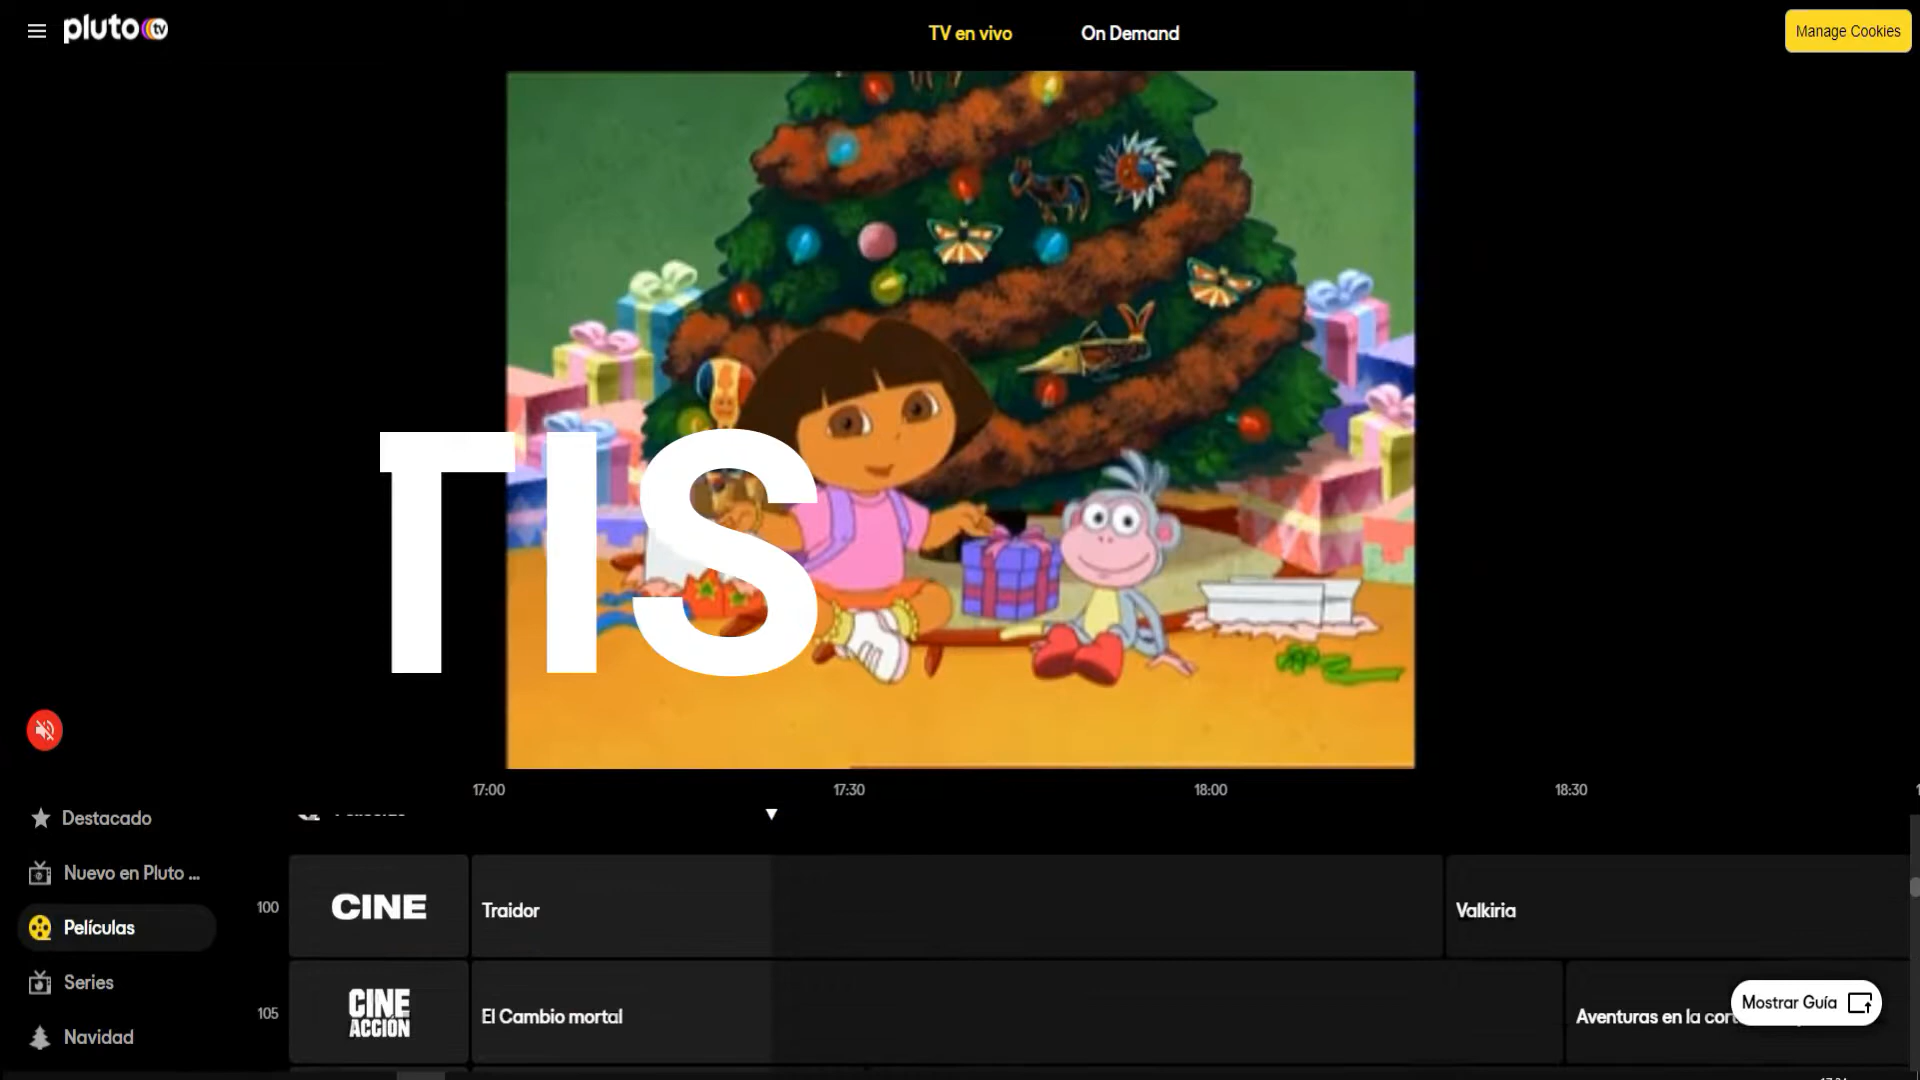 pluto tv
TV en vivo
On Demand
Manage Cookies
TIS
17:00
17:30
18:00
18:30
Destacado
Nuevo en Pluto ...
Películas
Series
Navidad
100
CINE
Traidor
Valkiria
105
CINE
ACCIÓN
El Cambio mortal
Aventuras en la cor
Mostrar Guía